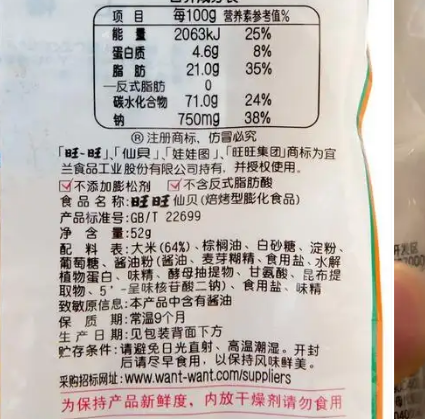 项 目 每100g 营养素参考值%
能 量 2063kJ 25%
蛋白质 4.6g 8%
脂 肪 21.0g 35%
—反式脂肪 0
碳水化合物 71.0g 24%
钠 750mg 38%
® 注册商标、仿冒必究
「旺-旺」、「仙贝」、「娃娃图」、「旺旺集团」商标为宜
兰食品工业股份有限公司持有,并授权使用。
不添加膨松剂 不含反式脂肪酸
食品名称:旺旺仙贝(焙烤型膨化食品)
产品标准号:GB/T 22699
净 含 量:52g
配 料 表:大米(64%)、棕榈油、白砂糖、淀粉、
葡萄糖、酱油粉(酱油、麦芽糊精、食用盐、水解
植物蛋白、味精、酵母抽提物、甘氨酸、昆布提
取物、5'-呈味核苷酸二钠)、食用盐、味精
致敏原信息:本产品中含有酱油
保 质 期:常温9个月
生产日期:见包装背面下方
贮存条件:请避免日光直射、高温潮湿。开封
后请尽早食用,以保持风味鲜美。
采购招标网址:www.want-want.com/suppliers
为保持产品新鲜度,内放干燥剂请勿食用